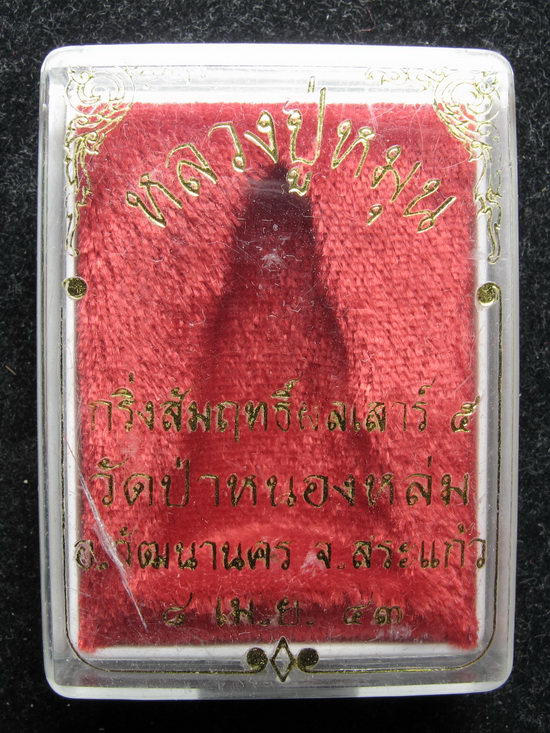 หลวงปู่หมุน
กริ่งสัมฤทธิ์ผลเสาร์ ๕
วัดป่าหนองหล่ม
อ.วัฒนานคร จ.สระแก้ว
๘ เม.ย. ๔๓